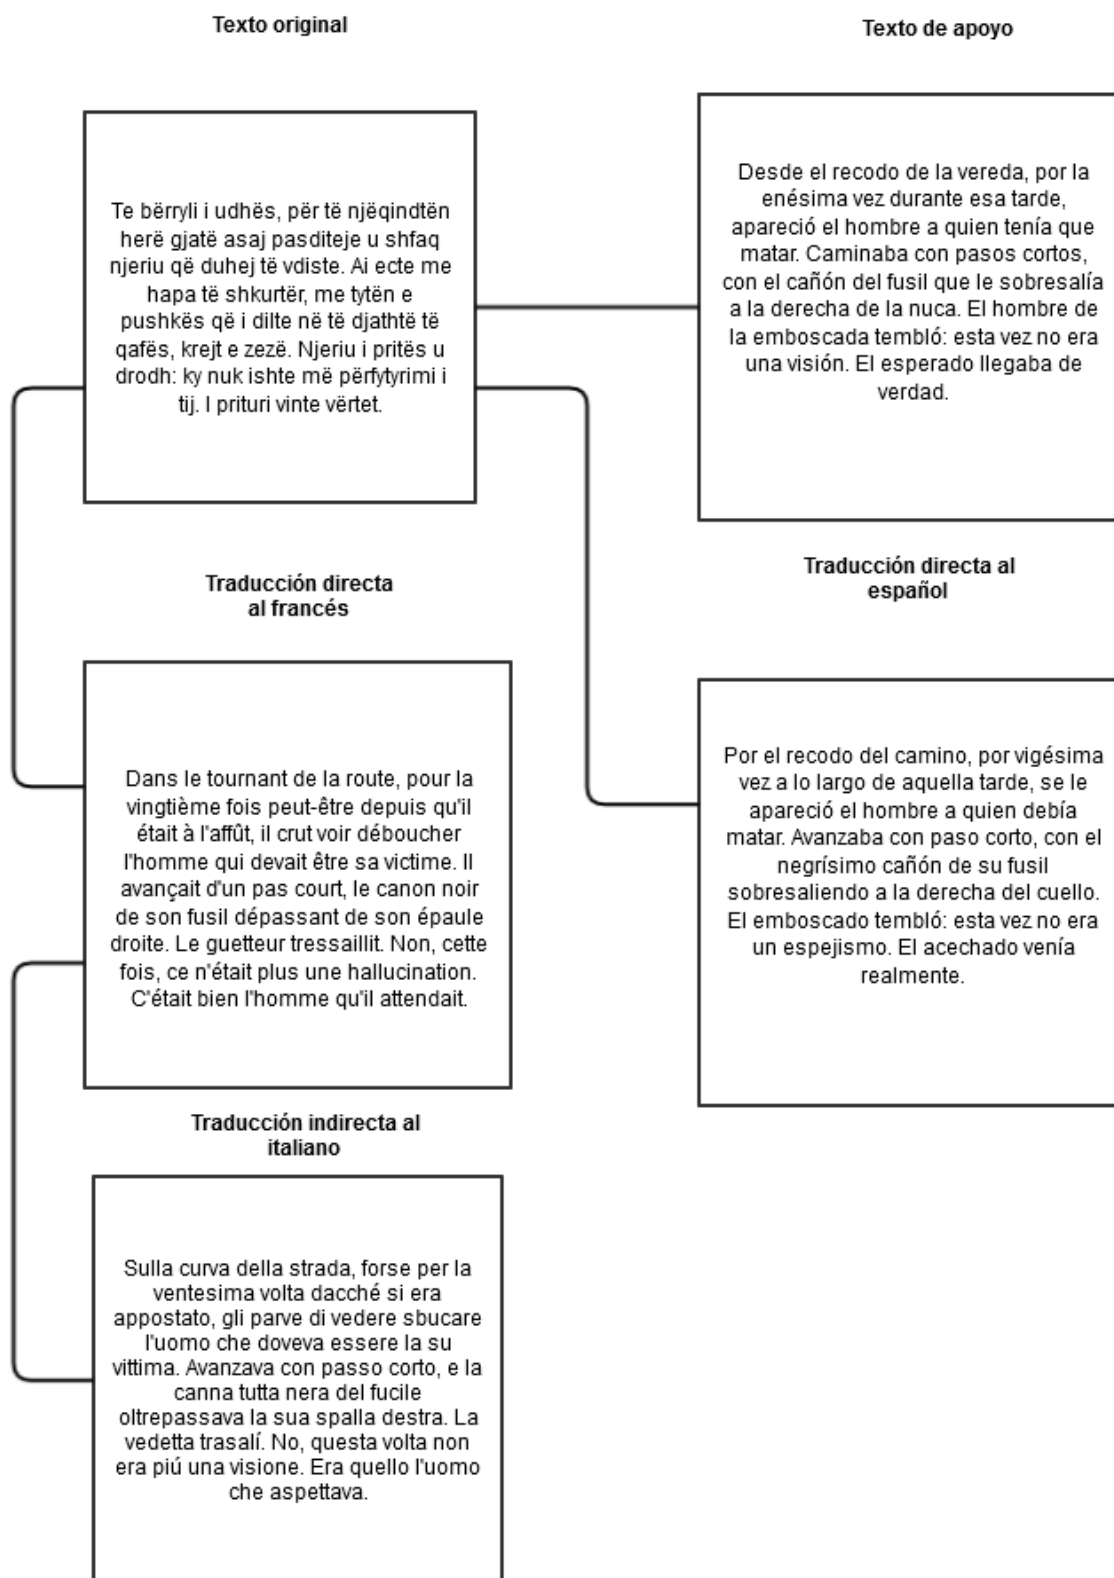 Texto original
Te bërryli i udhës, për të njëqindtën
herë gjatë asaj pasditeje u shfaq
njeriu që duhej të vdiste. Ai ecte me
hapa të shkurtër, me tytën e
pushkës që i dilte në të djathtë të
qafës, krejt e zezë. Njeriu i pritës u
drodh: ky nuk ishte më përfytyrimi i
tij. I prituri vinte vërtet.
Texto de apoyo
Desde el recodo de la vereda, por la
enésima vez durante esa tarde,
apareció el hombre a quien tenía que
matar. Caminaba con pasos cortos,
con el cañón del fusil que le sobresalía
a la derecha de la nuca. El hombre de
la emboscada tembló: esta vez no era
una visión. El esperado llegaba de
verdad.
Traducción directa
al francés
Dans le tournant de la route, pour la
vingtième fois peut-être depuis qu'il
était à l'affût, il crut voir déboucher
l'homme qui devait être sa victime. Il
avançait d'un pas court, le canon noir
de son fusil dépassant de son épaule
droite. Le guetteur tressaillit. Non, cette
fois, ce n'était plus une hallucination.
C'était bien l'homme qu'il attendait.
Traducción directa al
español
Por el recodo del camino, por vigésima
vez a lo largo de aquella tarde, se le
apareció el hombre a quien debía
matar. Avanzaba con paso corto, con el
negrísimo cañón de su fusil
sobresaliendo a la derecha del cuello.
El emboscado tembló: esta vez no era
un espejismo. El acechado venía
realmente.
Traducción indirecta al
italiano
Sulla curva della strada, forse per la
ventesima volta dacché si era
appostato, gli parve di vedere sbucare
l'uomo che doveva essere la su
vittima. Avanzava con passo corto, e la
canna tutta nera del fucile
oltrepassava la sua spalla destra. La
vedetta trasalí. No, questa volta non
era piú una visione. Era quello l'uomo
che aspettava.